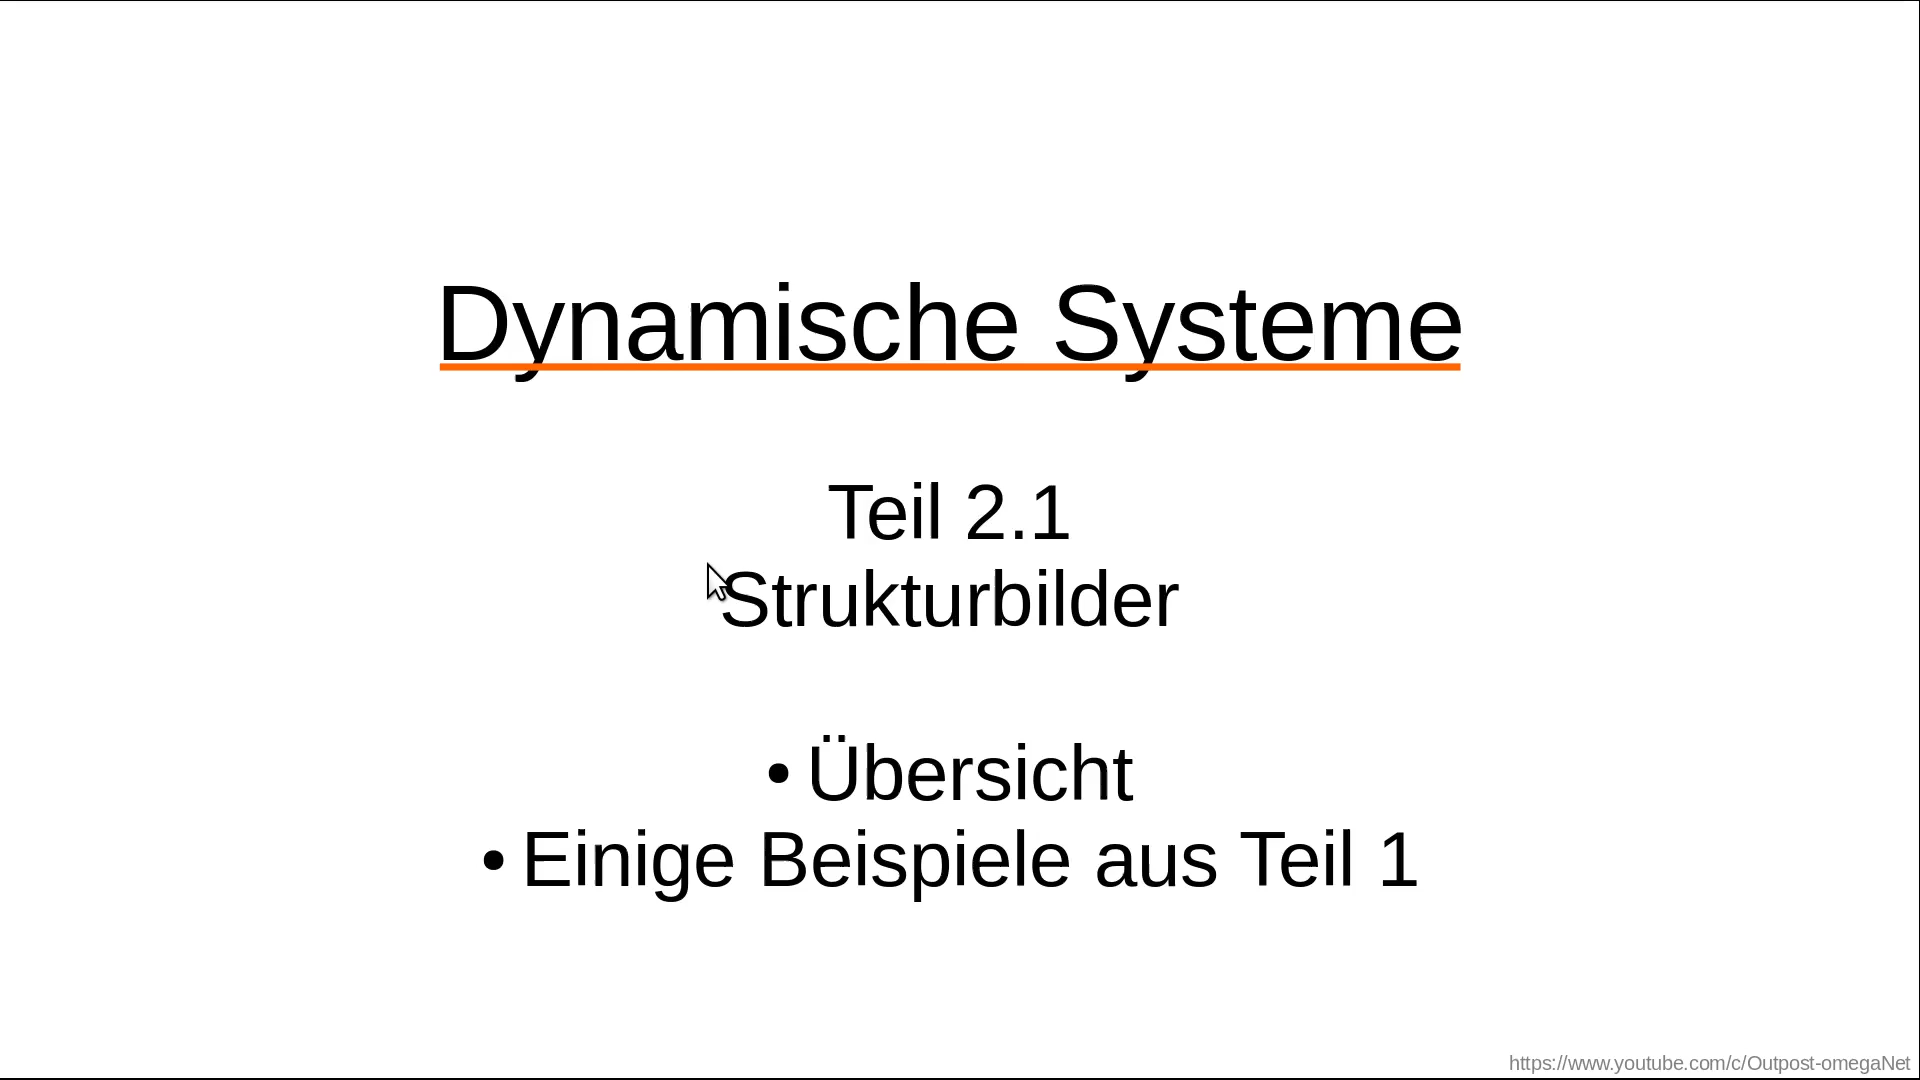 Dynamische Systeme
Teil 2.1
Strukturbilder
• Übersicht
• Einige Beispiele aus Teil 1
https://www.youtube.com/c/Outpost-omegaNet